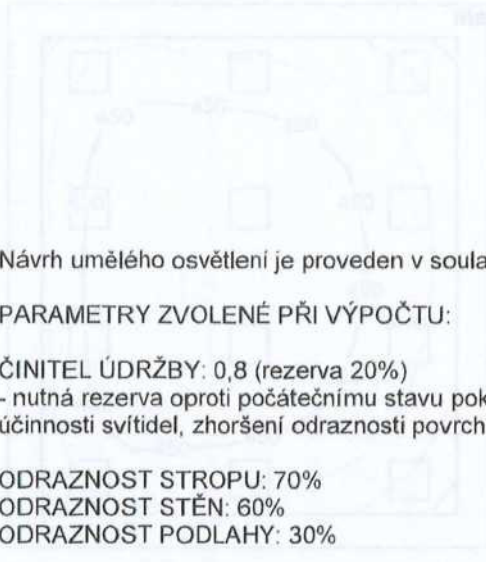 Návrh umělého osvětlení je proveden v soula
PARAMETRY ZVOLENÉ PŘI VÝPOČTU:
ČINITEL ÚDRŽBY: 0,8 (rezerva 20%)
- nutná rezerva oproti počátečnímu stavu pok
účinnosti svítidel, zhoršení odraznosti povrch
ODRAZNOST STROPU: 70%
ODRAZNOST STĚN: 60%
ODRAZNOST PODLAHY: 30%